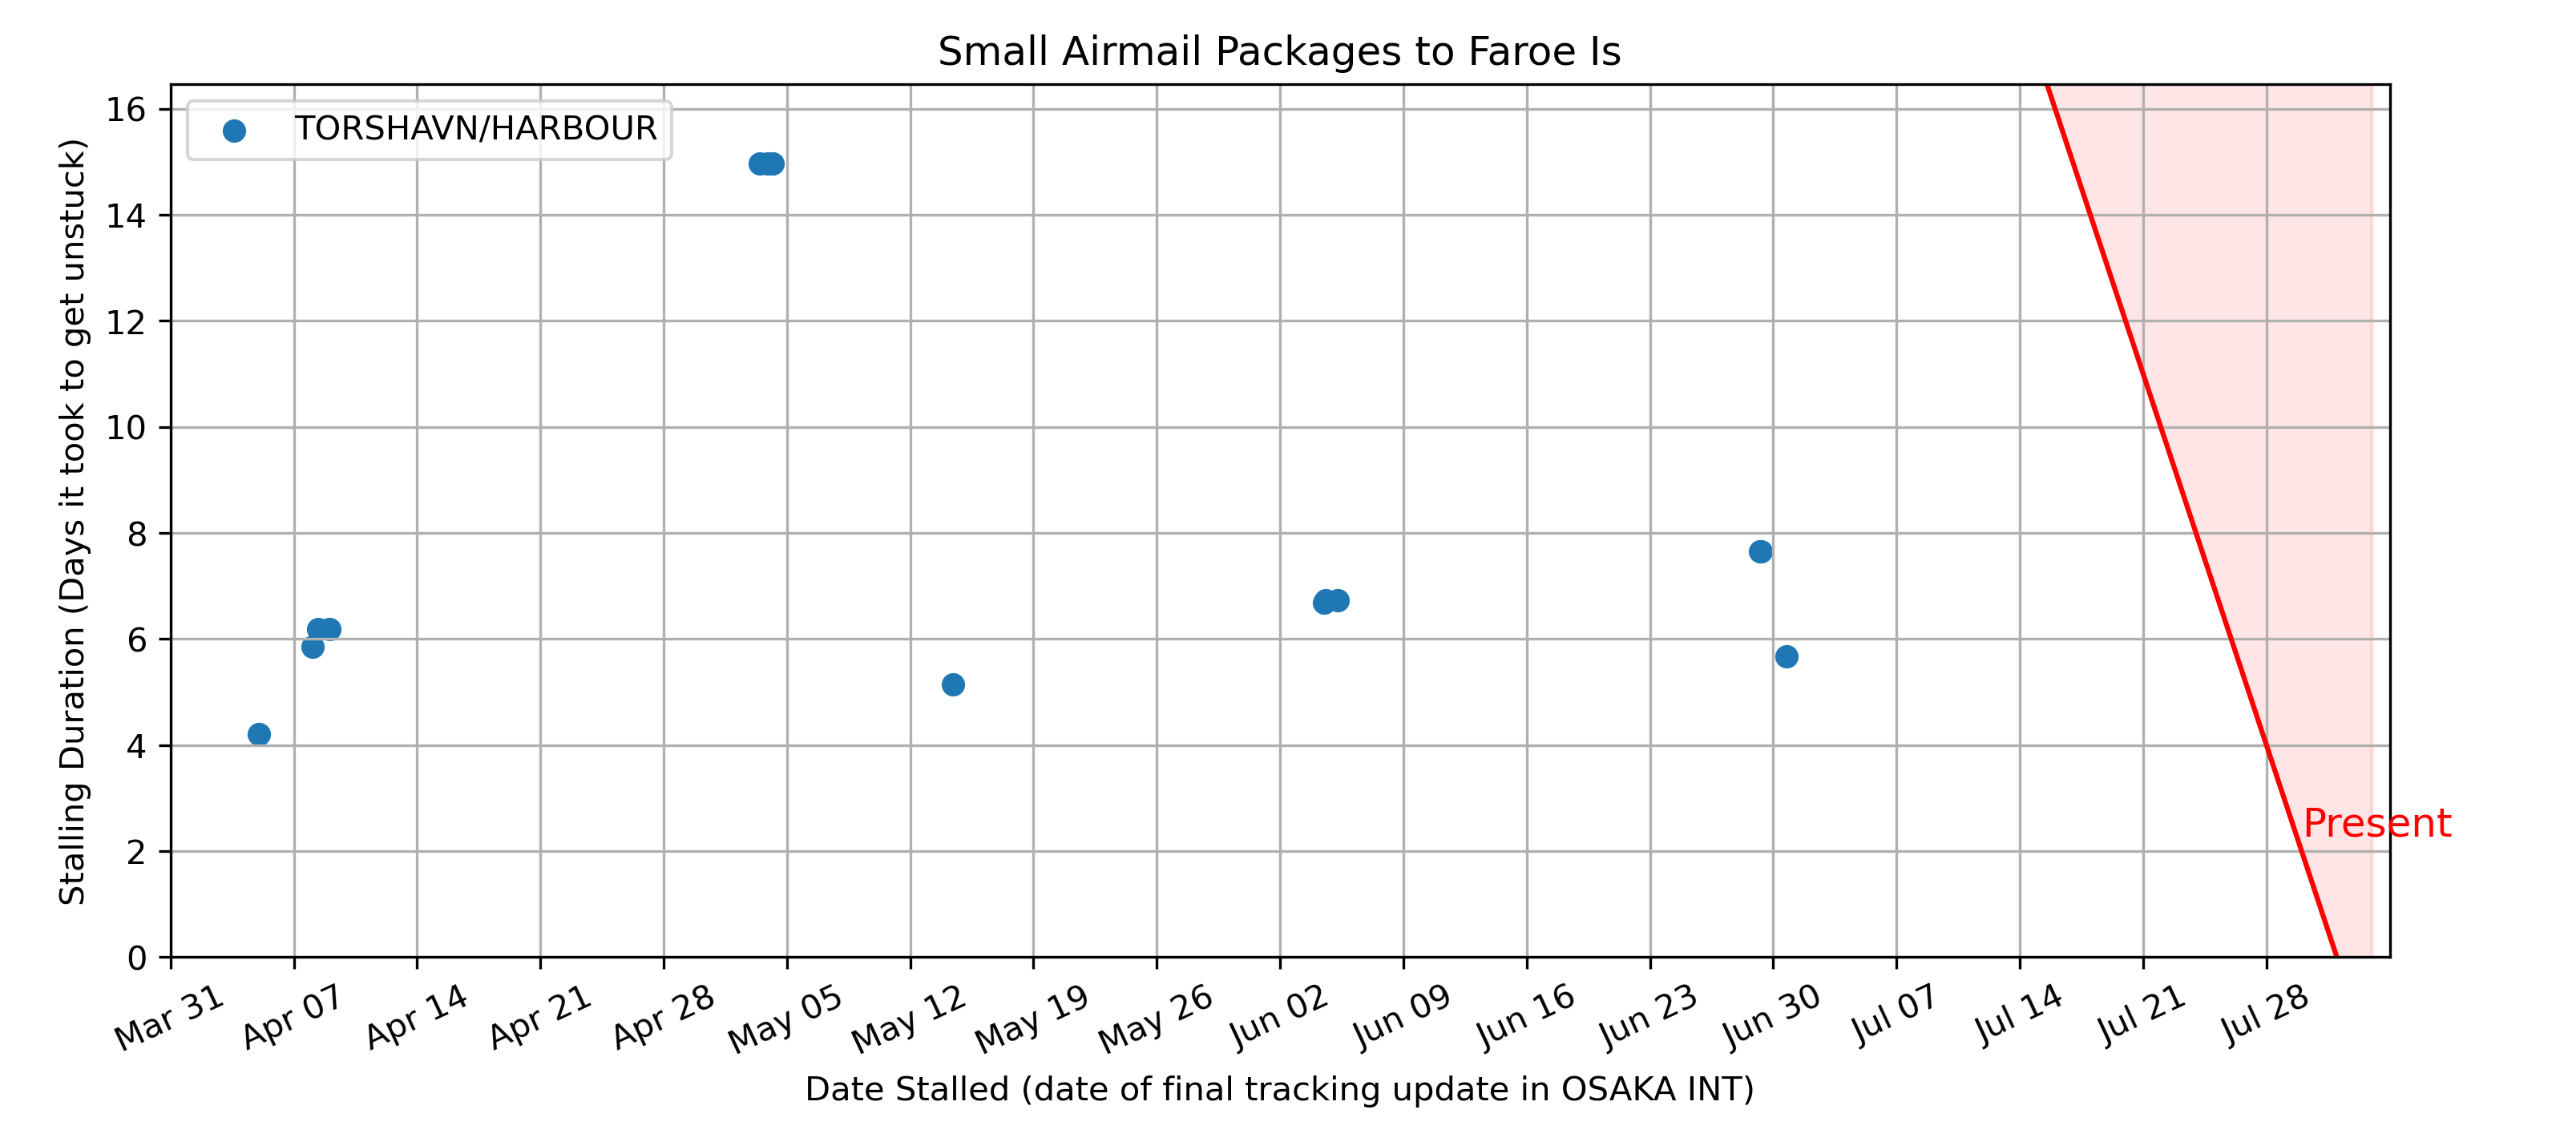 Small Airmail Packages to Faroe Is
TORSHAVN/HARBOUR
Stalling Duration (Days it took to get unstuck)
16
14
12
10
8
6
4
2
0
Present
Mar 31
Apr 07
Apr 14
Apr 21
Apr 28
May 05
May 12
May 19
May 26
Jun 02
Jun 09
Jun 16
Jun 23
Jun 30
Jul 07
Jul 14
Jul 21
Jul 28
Date Stalled (date of final tracking update in OSAKA INT)